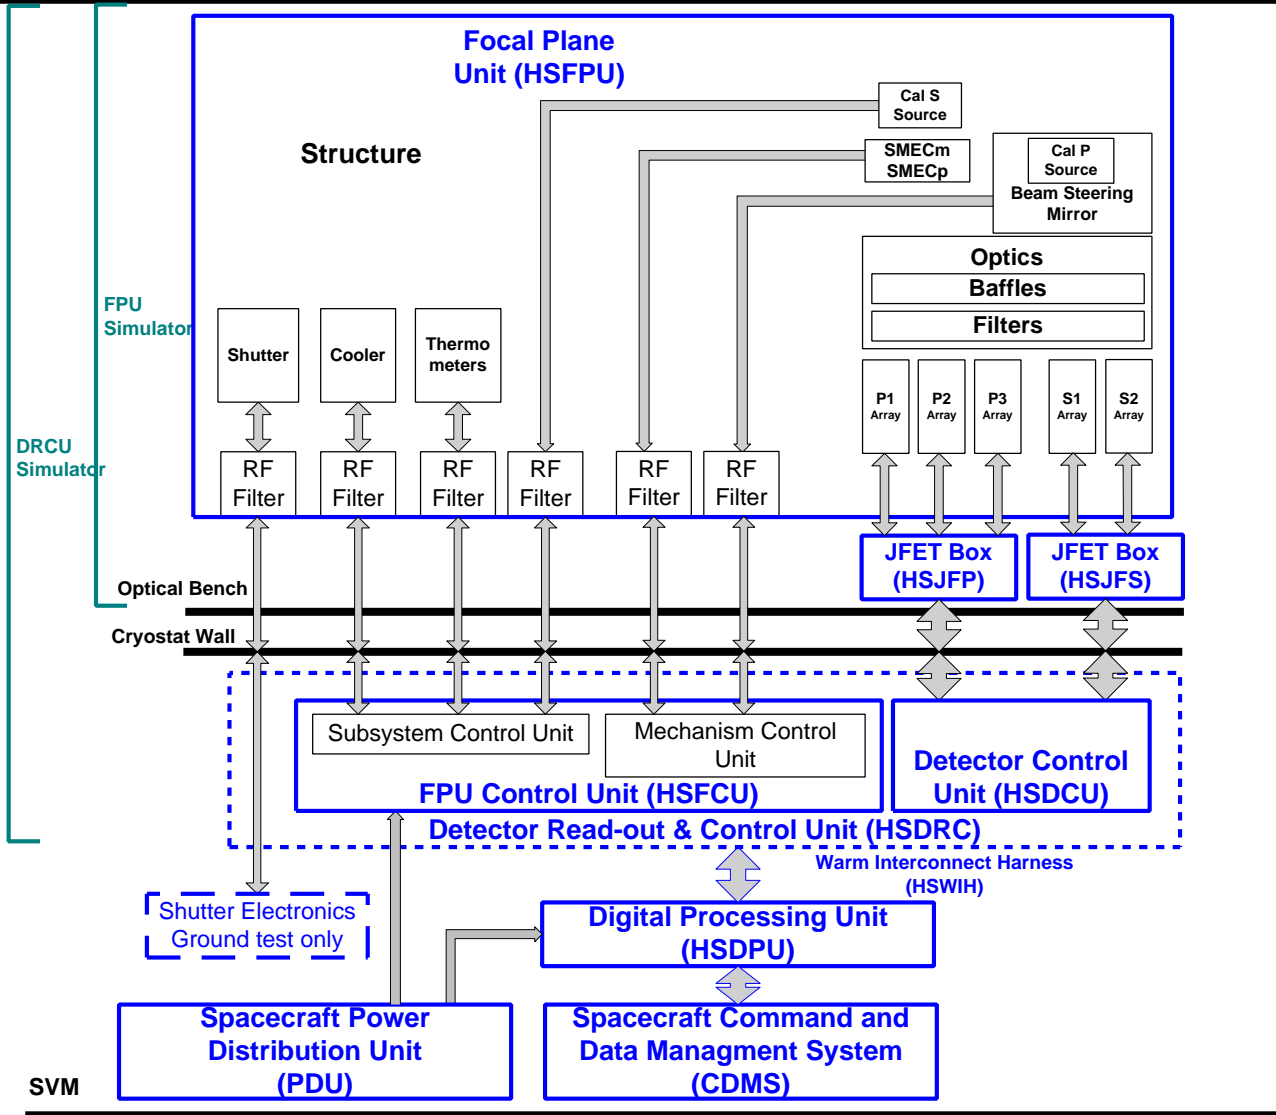 Focal Plane
Unit (HSFPU)
Structure
Cal S
Source
SMECm
SMECp
Cal P
Source
Beam Steering
Mirror
Optics
Baffles
Filters
FPU
Simulator
Shutter
Cooler
Thermo
meters
P1
Array
P2
Array
P3
Array
S1
Array
S2
Array
DRCU
Simulator
RF
Filter
RF
Filter
RF
Filter
RF
Filter
RF
Filter
RF
Filter
JFET Box
(HSJFP)
JFET Box
(HSJFS)
Optical Bench
Cryostat Wall
Subsystem Control Unit
Mechanism Control
Unit
FPU Control Unit (HSFCU)
Detector Control
Unit (HSDCU)
Detector Read-out & Control Unit (HSDRC)
Warm Interconnect Harness
(HSWIH)
Shutter Electronics
Ground test only
Digital Processing Unit
(HSDPU)
Spacecraft Power
Distribution Unit
(PDU)
Spacecraft Command and
Data Managment System
(CDMS)
SVM